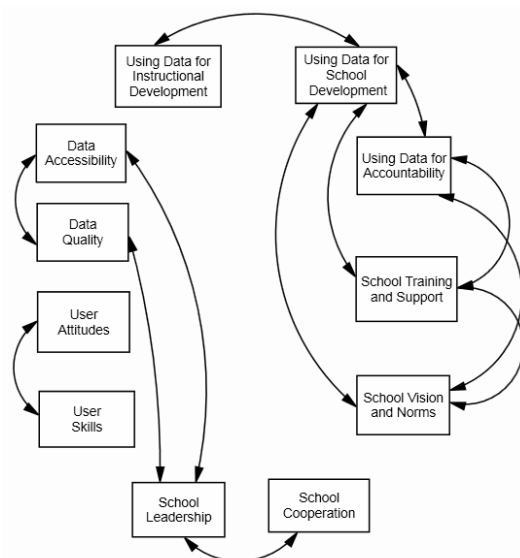 Using Data for
Instructional
Development
Using Data for
School
Development
Data
Accessibility
Using Data for
Accountability
Data
Quality
School Training
and Support
User
Attitudes
School Vision
and Norms
User
Skills
School
Leadership
School
Cooperation